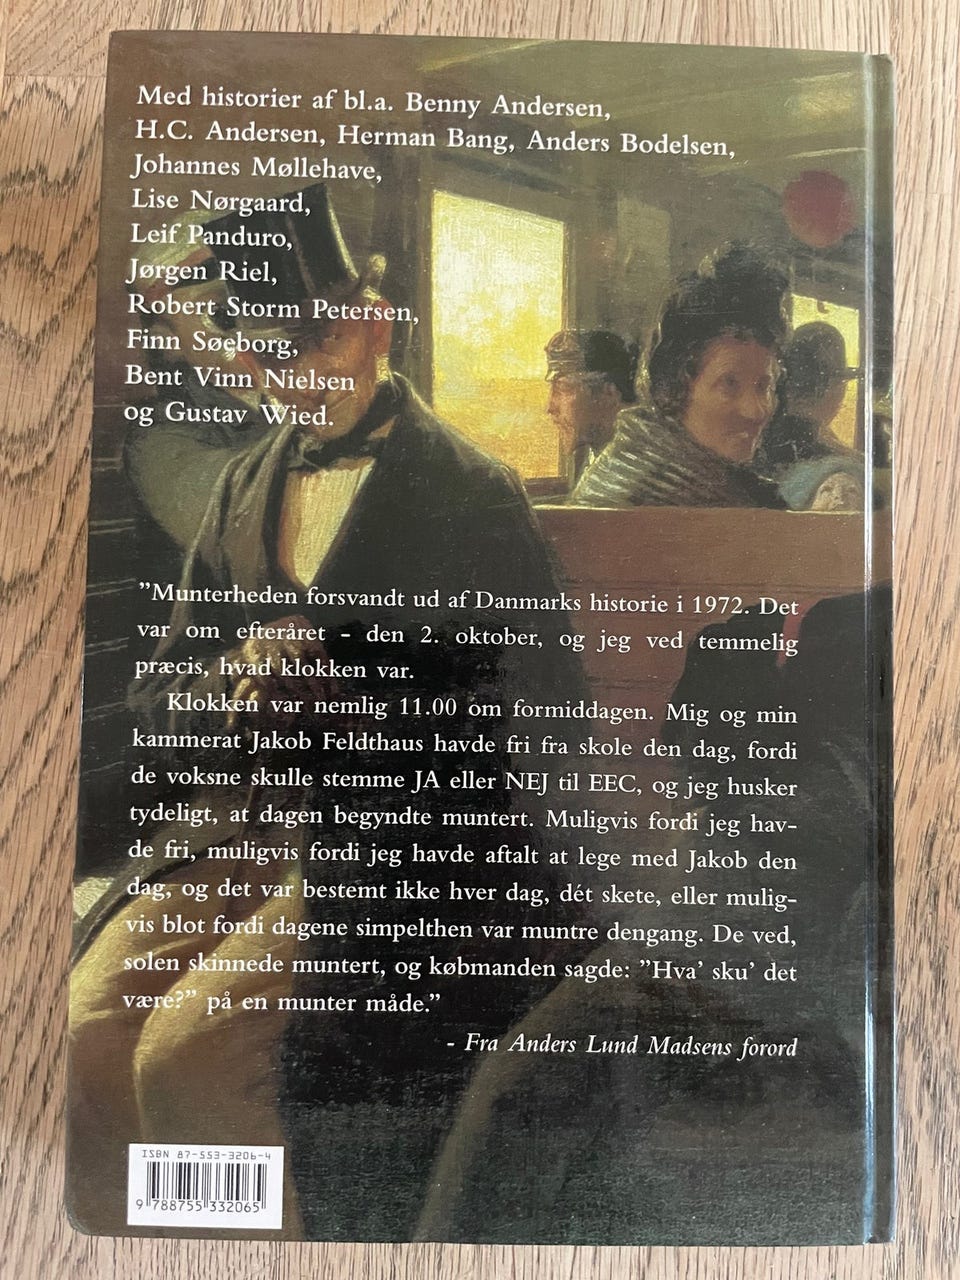 Med historier af bl.a. Benny Andersen,
H.C. Andersen, Herman Bang, Anders Bodelsen,
Johannes Møllehave,
Lise Nørgaard,
Leif Panduro,
Jørgen Riel,
Robert Storm Petersen,
Finn Søeborg,
Bent Vinn Nielsen
og Gustav Wied.
”Munterheden forsvandt ud af Danmarks historie i 1972. Det
var om efteråret - den 2. oktober, og jeg ved temmelig
præcis, hvad klokken var.
Klokken var nemlig 11.00 om formiddagen. Mig og min
kammerat Jakob Feldthaus havde fri fra skole den dag, fordi
de voksne skulle stemme JA eller NEJ til EEC, og jeg husker
tydeligt, at dagen begyndte muntert. Muligvis fordi jeg hav-
de fri, muligvis fordi jeg havde aftalt at lege med Jakob den
dag, og det var bestemt ikke hver dag, dét skete, eller mulig-
vis blot fordi dagene simpelthen var muntre dengang. De ved,
solen skinnede muntert, og købmanden sagde: ”Hva’ sku’ det
være?” på en munter måde.”
- Fra Anders Lund Madsens forord
ISBN 87-553-3206-4
9 788755 332065